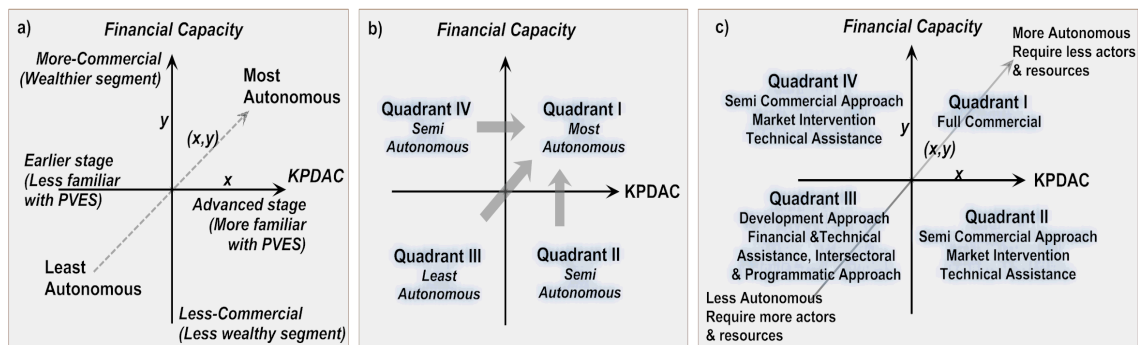 a)
Financial Capacity
More-Commercial
(Wealthier segment)
Most
Autonomous
y
(x,y)
Earlier stage
(Less familiar
with PVES)
x
KPDAC
Advanced stage
(More familiar
with PVES)
Least
Autonomous
Less-Commercial
(Less wealthy segment)
b)
Financial Capacity
Quadrant IV
Semi
Autonomous
Quadrant I
Most
Autonomous
KPDAC
Quadrant III
Least
Autonomous
Quadrant II
Semi
Autonomous
c)
Financial Capacity
More Autonomous
Require less actors
& resources
Quadrant IV
Semi Commercial Approach
Market Intervention
Technical Assistance
Quadrant I
Full Commercial
y
(x,y)
x
KPDAC
Quadrant III
Development Approach
Financial &Technical
Assistance, Intersectoral
& Programmatic Approach
Quadrant II
Semi Commercial Approach
Market Intervention
Technical Assistance
Less Autonomous
Require more actors
& resources